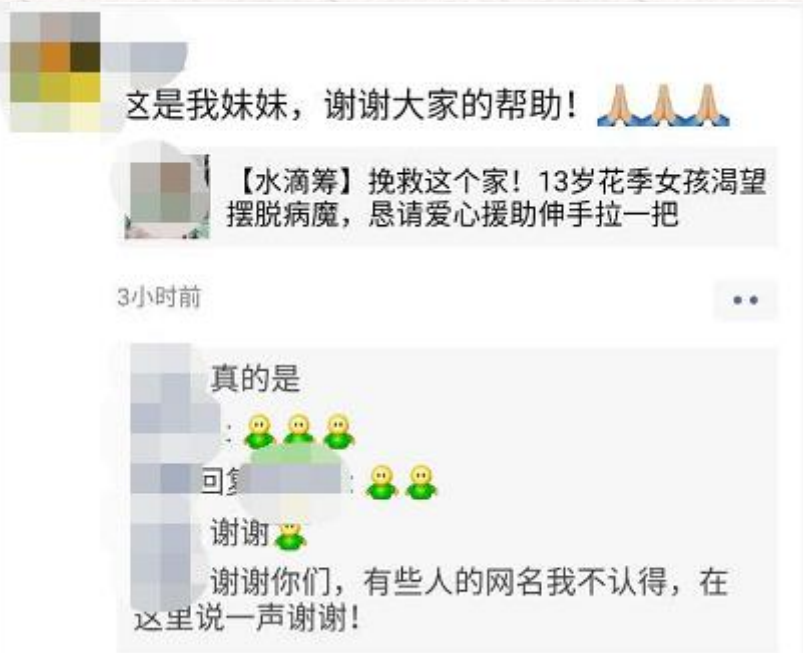 这是我妹妹，谢谢大家的帮助！
【水滴筹】挽救这个家！13岁花季女孩渴望
摆脱病魔，恳请爱心援助伸手拉一把
3小时前
真的是
:
回复 :
谢谢
谢谢你们，有些人的网名我不认得，在
这里说一声谢谢！